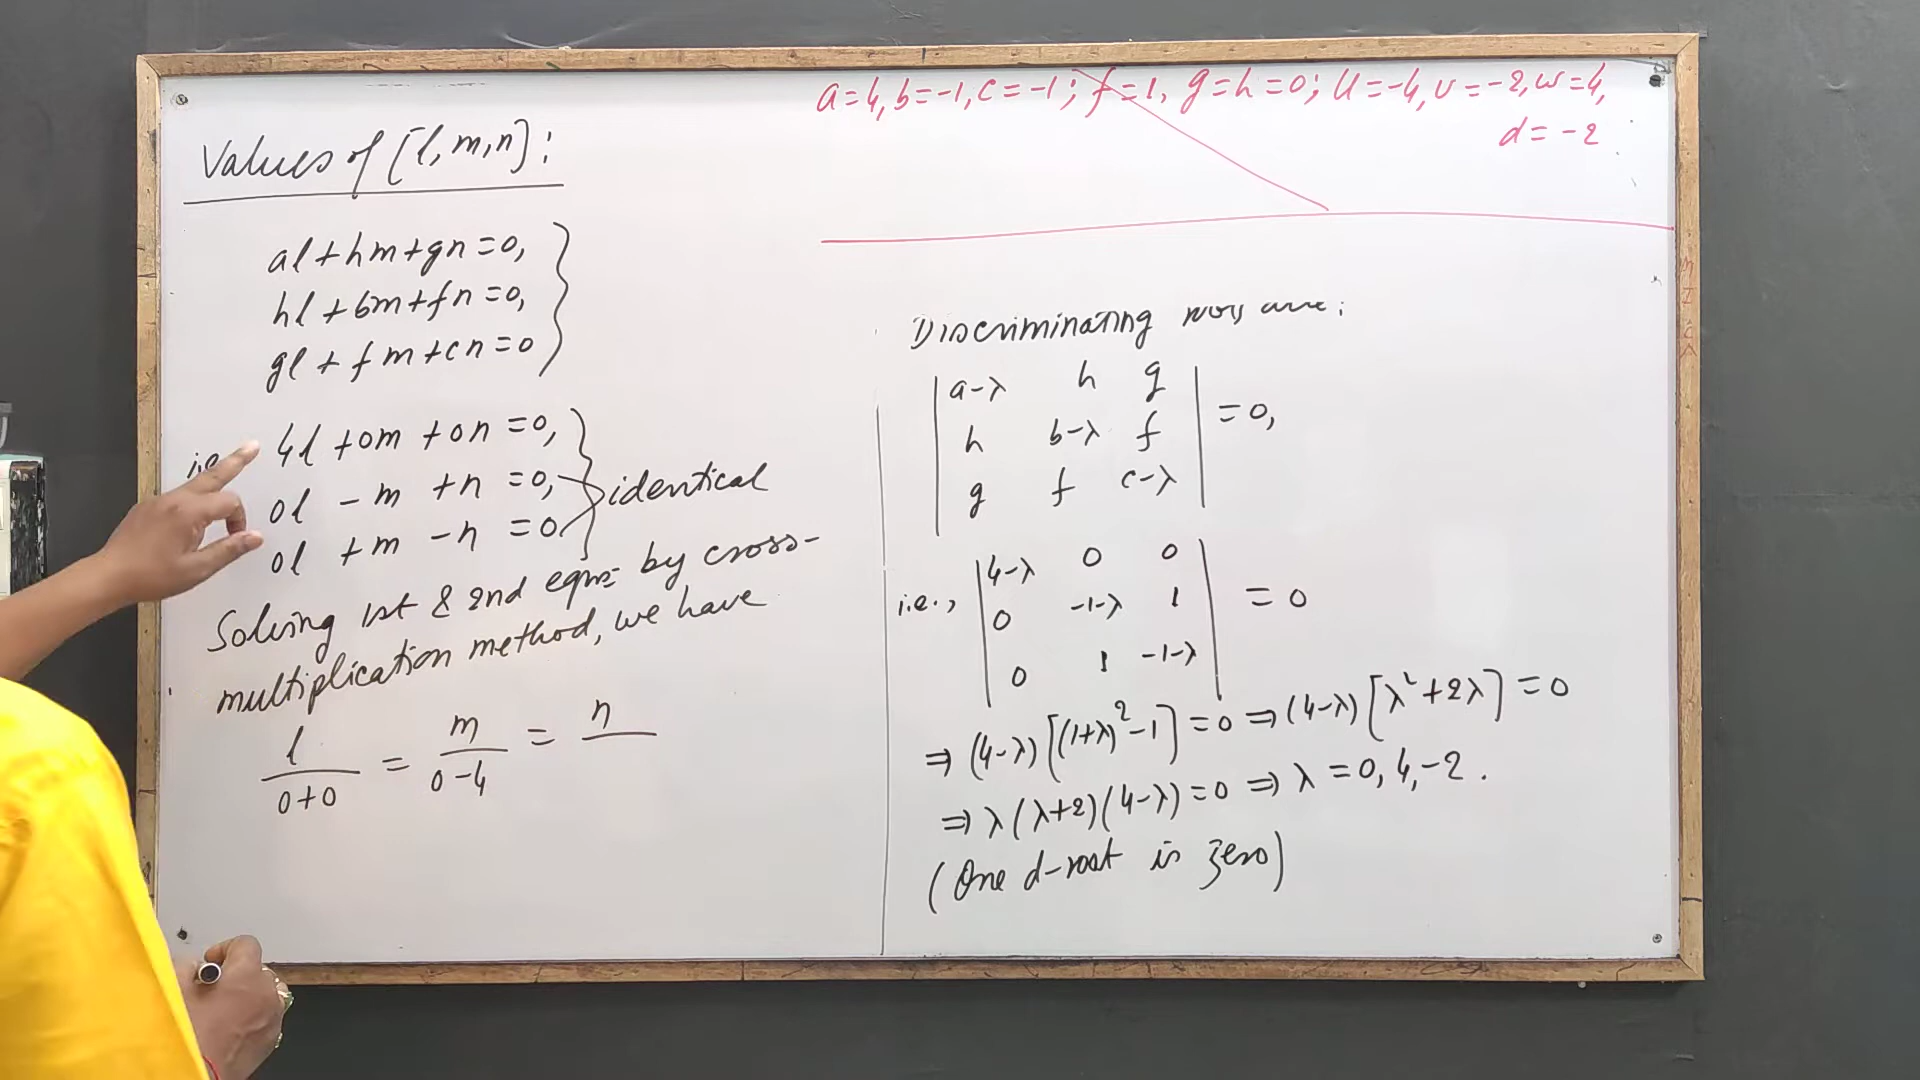 a=4, b=-1, c=-1; f=1, g=h=0; u=-4, v=-2, w=4,
d=-2
Values of [l,m,n]:
al+hm+gn=0,
hl+bm+fn=0,
gl+fm+cn=0
i.e. 4l+0m+0n=0,
0l-m+n=0, identical
0l+m-n=0
Solving 1st & 2nd eqns by cross-
multiplication method, we have
l/(0+0) = m/(0-4) = n/
Discriminating nos are:
| a-λ h g |
| h b-λ f | =0,
| g f c-λ |
i.e., | 4-λ 0 0 |
| 0 -1-λ 1 | =0
| 0 1 -1-λ |
⇒ (4-λ)[(1+λ)²-1]=0 ⇒ (4-λ)[λ²+2λ]=0
⇒ λ(λ+2)(4-λ)=0 ⇒ λ=0,4,-2.
(One d-root is zero)